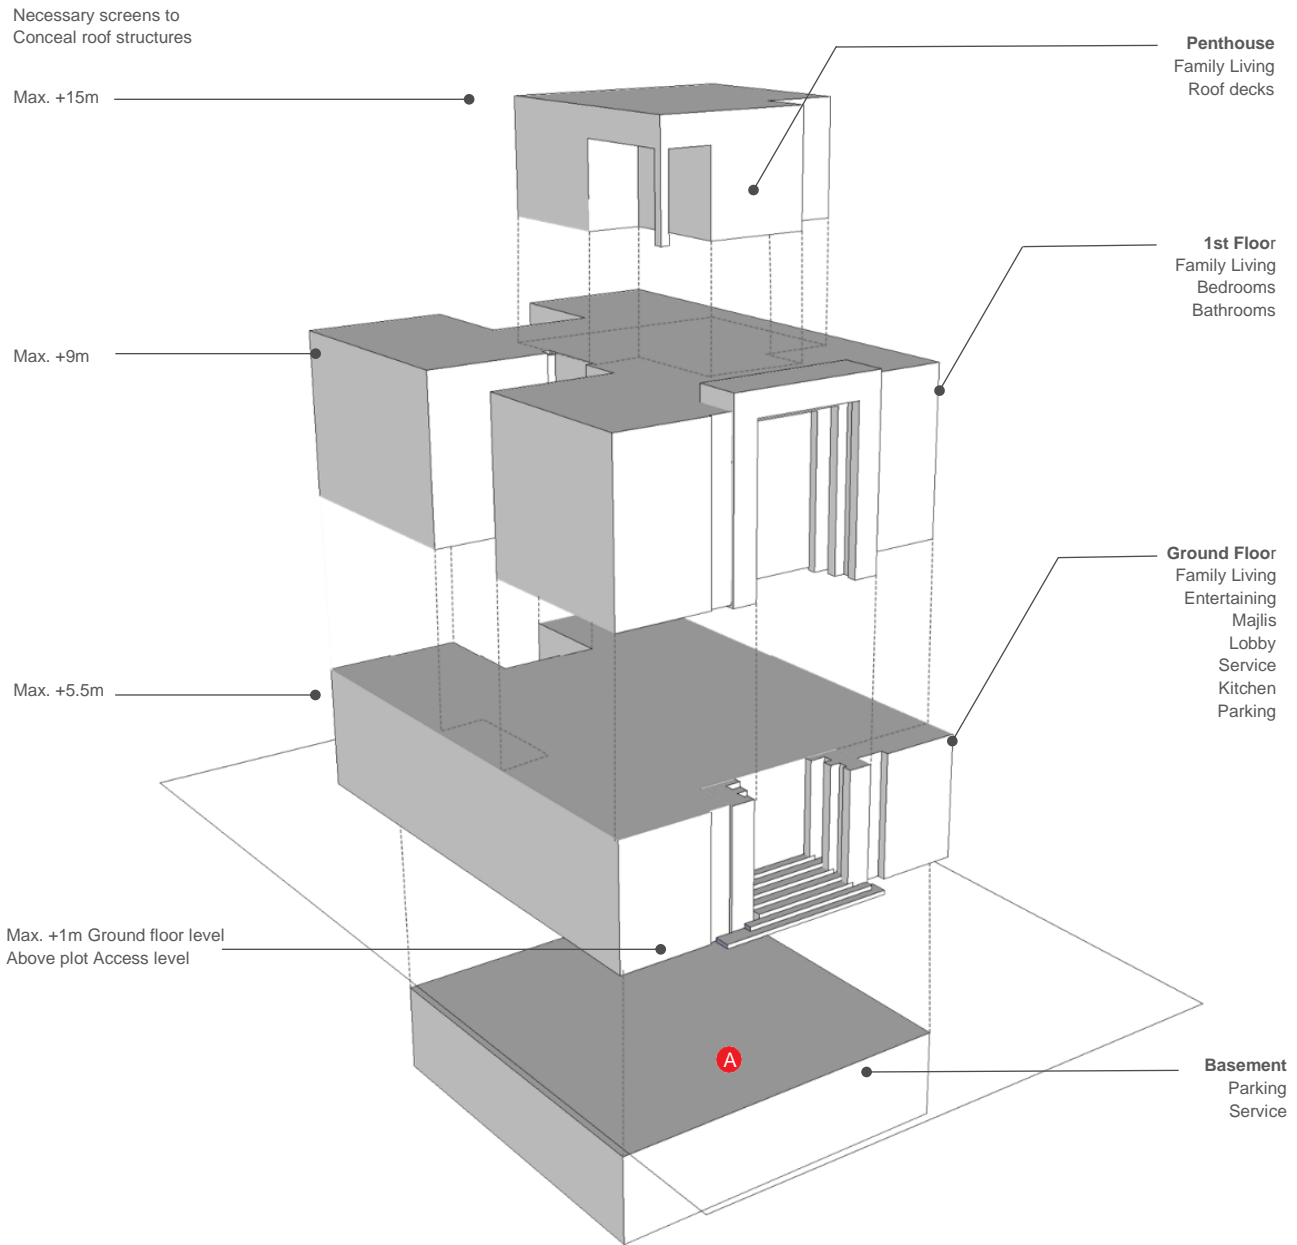 Necessary screens to
Conceal roof structures
Max. +15m
Penthouse
Family Living
Roof decks
1st Floor
Family Living
Bedrooms
Bathrooms
Max. +9m
Ground Floor
Family Living
Entertaining
Majlis
Lobby
Service
Kitchen
Parking
Max. +5.5m
Max. +1m Ground floor level
Above plot Access level
A
Basement
Parking
Service